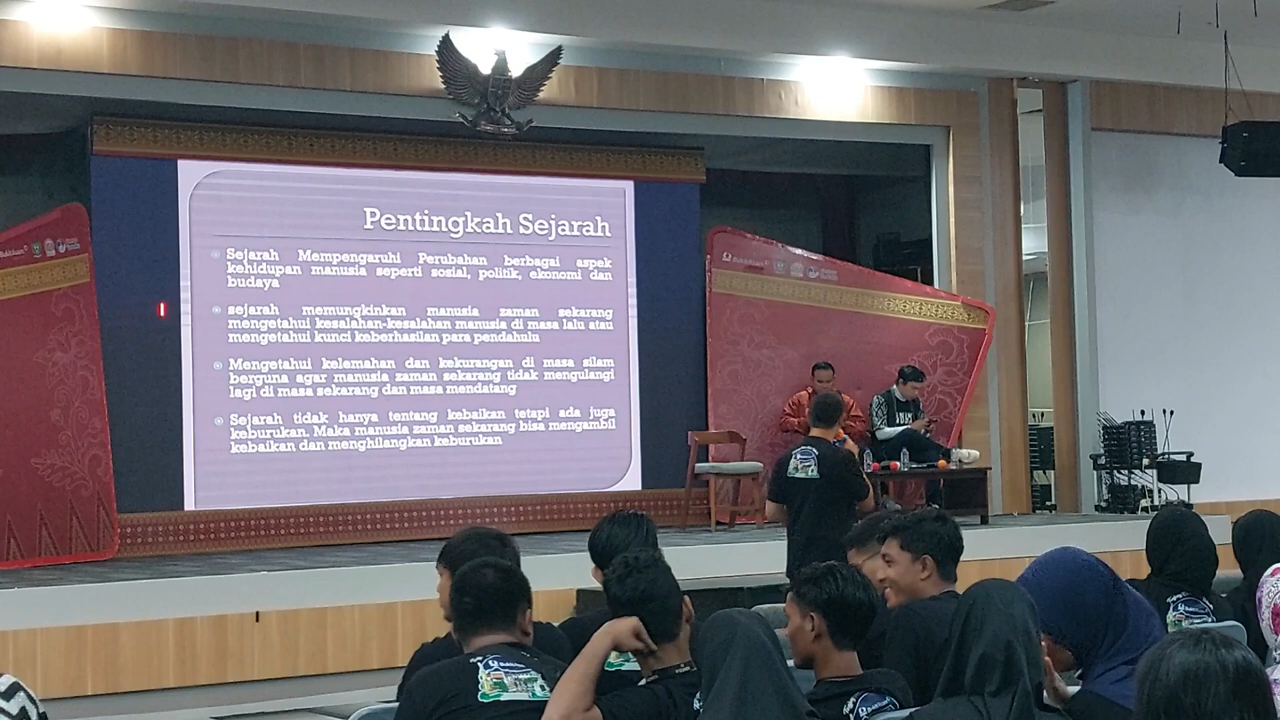 Pentingkah Sejarah
Sejarah Mempengaruhi Perubahan berbagai aspek
kehidupan manusia seperti sosial, politik, ekonomi dan
budaya
sejarah memungkinkan manusia zaman sekarang
mengetahui kesalahan-kesalahan manusia di masa lalu atau
mengetahui kunci keberhasilan para pendahulu
Mengetahui kelemahan dan kekurangan di masa silam
berguna agar manusia zaman sekarang tidak mengulangi
lagi di masa sekarang dan masa mendatang
Sejarah tidak hanya tentang kebaikan tetapi ada juga
keburukan. Maka manusia zaman sekarang bisa mengambil
kebaikan dan menghilangkan keburukan